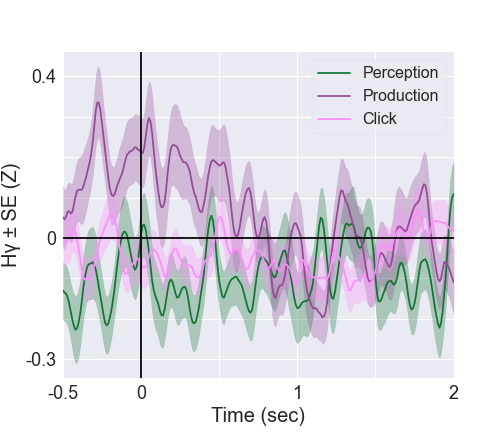 Perception
Production
Click
0.4
0
-0.3
Hγ ± SE (Z)
-0.5
0
1
2
Time (sec)